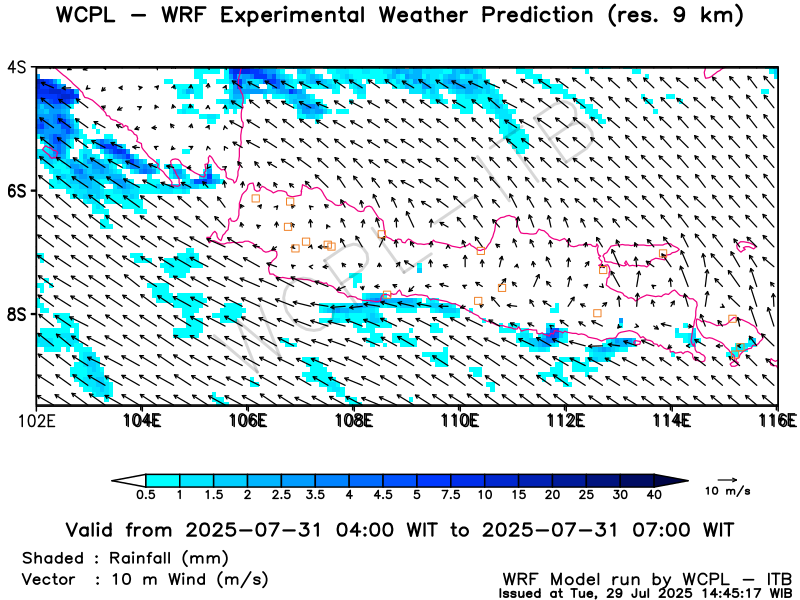 WCPL — WRF Experimental Weather Prediction (res. 9 km)
4S
6S
8S
WCPL-ITB
102E 104E 106E 108E 110E 112E 114E 116E
0.5 1 1.5 2 2.5 3.5 4 4.5 5 7.5 10 15 20 25 30 40
10 m/s
Valid from 2025-07-31 04:00 WIT to 2025-07-31 07:00 WIT
Shaded : Rainfall (mm)
Vector : 10 m Wind (m/s)
WRF Model run by WCPL — ITB
Issued at Tue, 29 Jul 2025 14:45:17 WIB